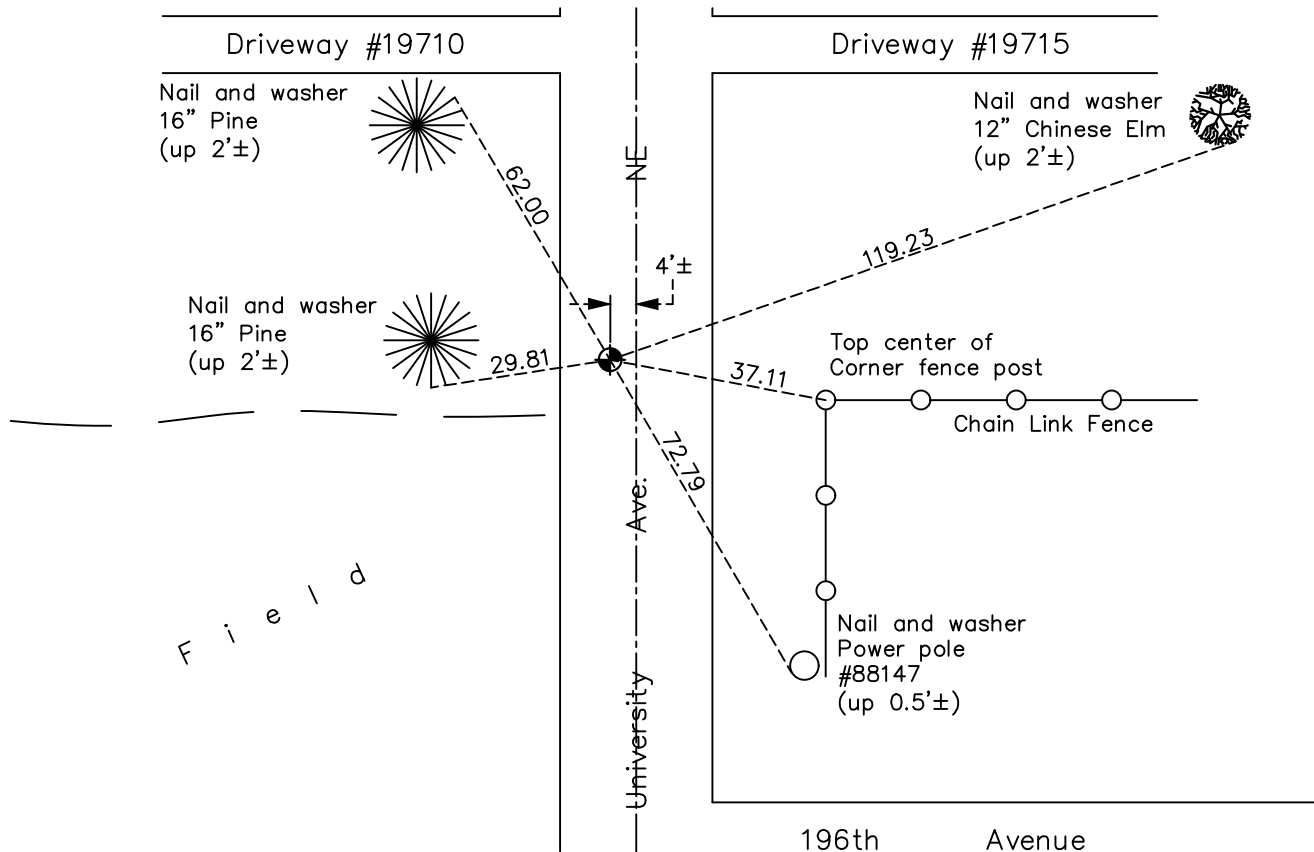 Driveway #19710
Driveway #19715
Nail and washer
16” Pine
(up 2'±)
Nail and washer
12” Chinese Elm
(up 2'±)
NE
62.00
119.23
4'±
Nail and washer
16” Pine
(up 2'±)
29.81
37.11
Top center of
Corner fence post
Chain Link Fence
72.79
Ave.
Field
Nail and washer
Power pole
#88147
(up 0.5'±)
University
196th Avenue